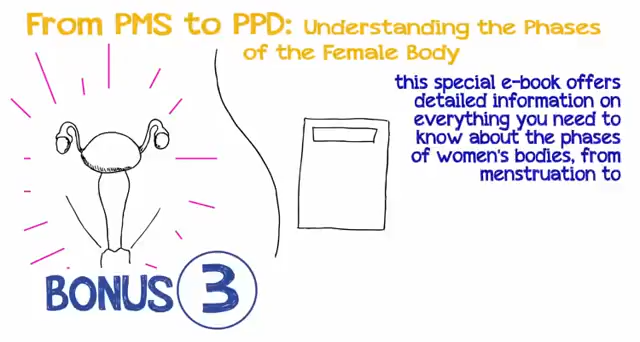 From PMS to PPD: Understanding the Phases
of the Female Body
this special e-book offers
detailed information on
everything you need to
know about the phases
of women's bodies, from
menstruation to
BONUS 3